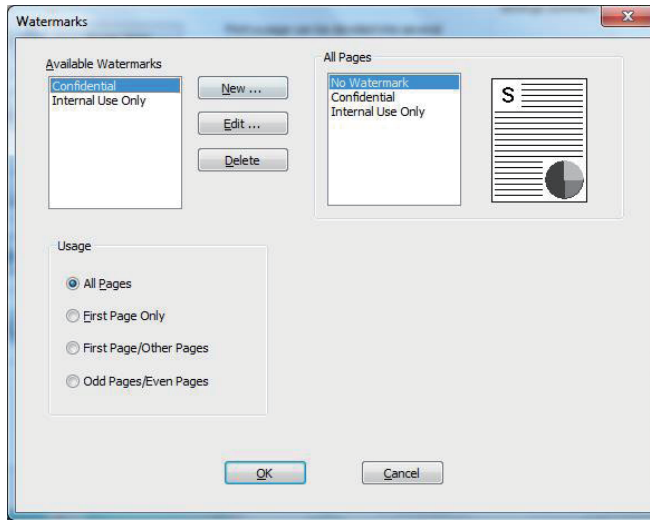 Watermarks
Available Watermarks
Confidential
Internal Use Only
New ...
Edit ...
Delete
All Pages
No Watermark
Confidential
Internal Use Only
S
Usage
All Pages
First Page Only
First Page/Other Pages
Odd Pages/Even Pages
OK
Cancel